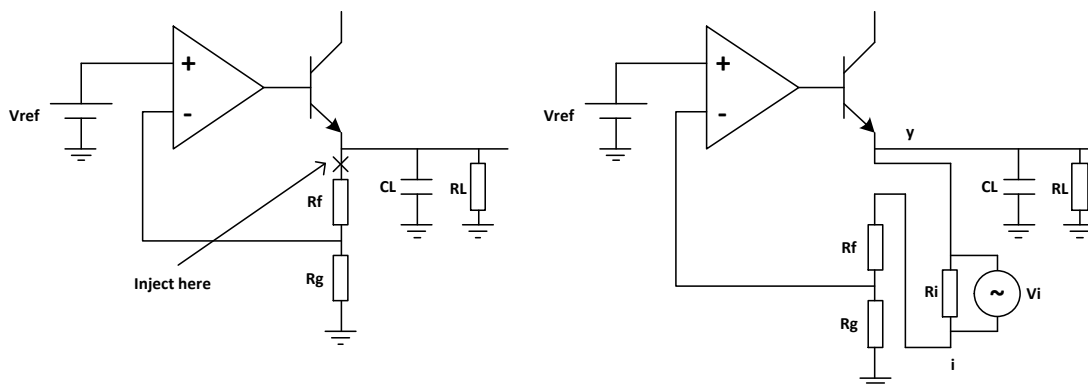 +
-
Vref
Rf
CL
RL
Inject here
Rg
+
-
Vref
y
CL
RL
Rf
Ri
~
Vi
Rg
i